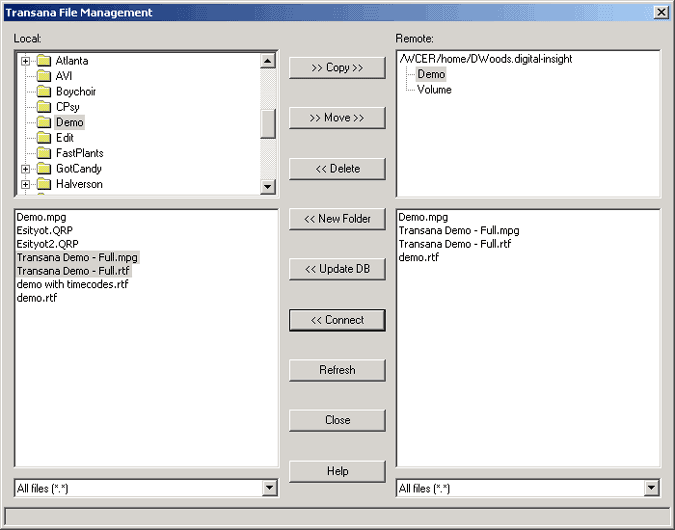 Transana File Management
Local:
Atlanta
AVI
Boychoir
CPsy
Demo
Edit
FastPlants
GotCandy
Halverson
Demo.mpg
Esityot.QRP
Esityot2.QRP
Transana Demo - Full.mpg
Transana Demo - Full.rtf
demo with timecodes.rtf
demo.rtf
All files (*.*)
>> Copy >>
>> Move >>
<< Delete
<< New Folder
<< Update DB
<< Connect
Refresh
Close
Help
Remote:
/WCER/home/DWoods.digital-insight
Demo
Volume
Demo.mpg
Transana Demo - Full.mpg
Transana Demo - Full.rtf
demo.rtf
All files (*.*)